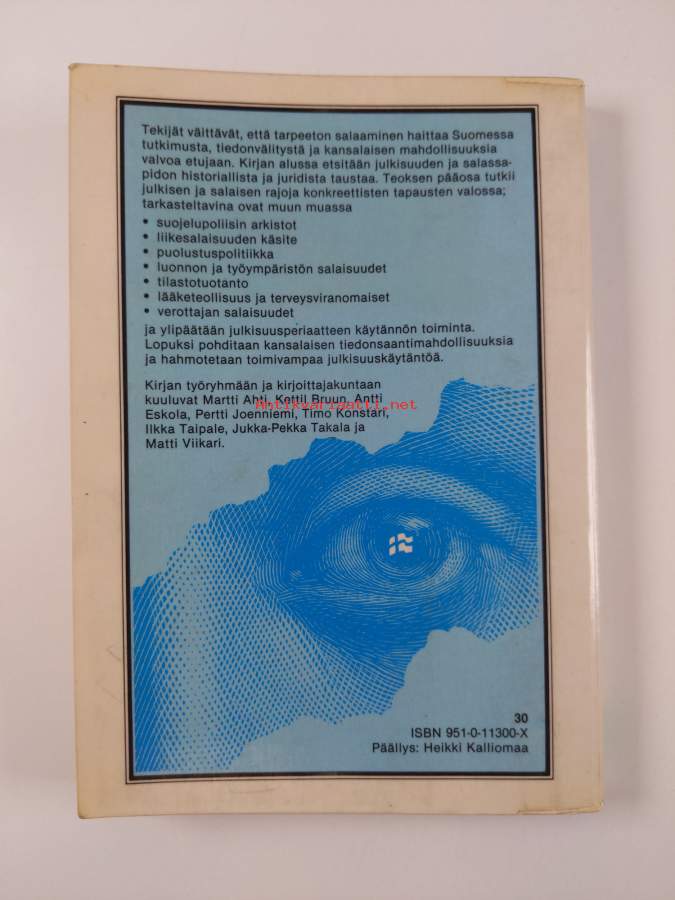 Tekijät väittävät, että tarpeeton salaaminen haittaa Suomessa
tutkimusta, tiedonvälitystä ja kansalaisen mahdollisuuksia
valvoa etujaan. Kirjan alussa etsitään julkisuuden ja salassa-
pidon historiallista ja juridista taustaa. Teoksen pääosa tutkii
julkisen ja salaisen rajoja konkreettisten tapausten valossa;
tarkasteltavina ovat muun muassa
• suojelupoliisin arkistot
• liikesalaisuuden käsite
• puolustuspolitiikka
• luonnon ja työympäristön salaisuudet
• tilastotuotanto
• lääketeollisuus ja terveysviranomaiset
• verottajan salaisuudet
ja ylipäätään julkisuusperiaatteen käytännön toiminta.
Lopuksi pohditaan kansalaisen tiedonsaantimahdollisuuksia
ja hahmotetaan toimivampaa julkisuuskäytäntöä.
Kirjan työryhmään ja kirjoittajakuntaan
kuuluvat Martti Ahti, Kettil Bruun, Antti
Antikvariaatti.net
Eskola, Pertti Joenniemi, Timo Konstari,
Ilkka Taipale, Jukka-Pekka Takala ja
Matti Viikari.
30
ISBN 951-0-11300-X
Päällys: Heikki Kalliomaa